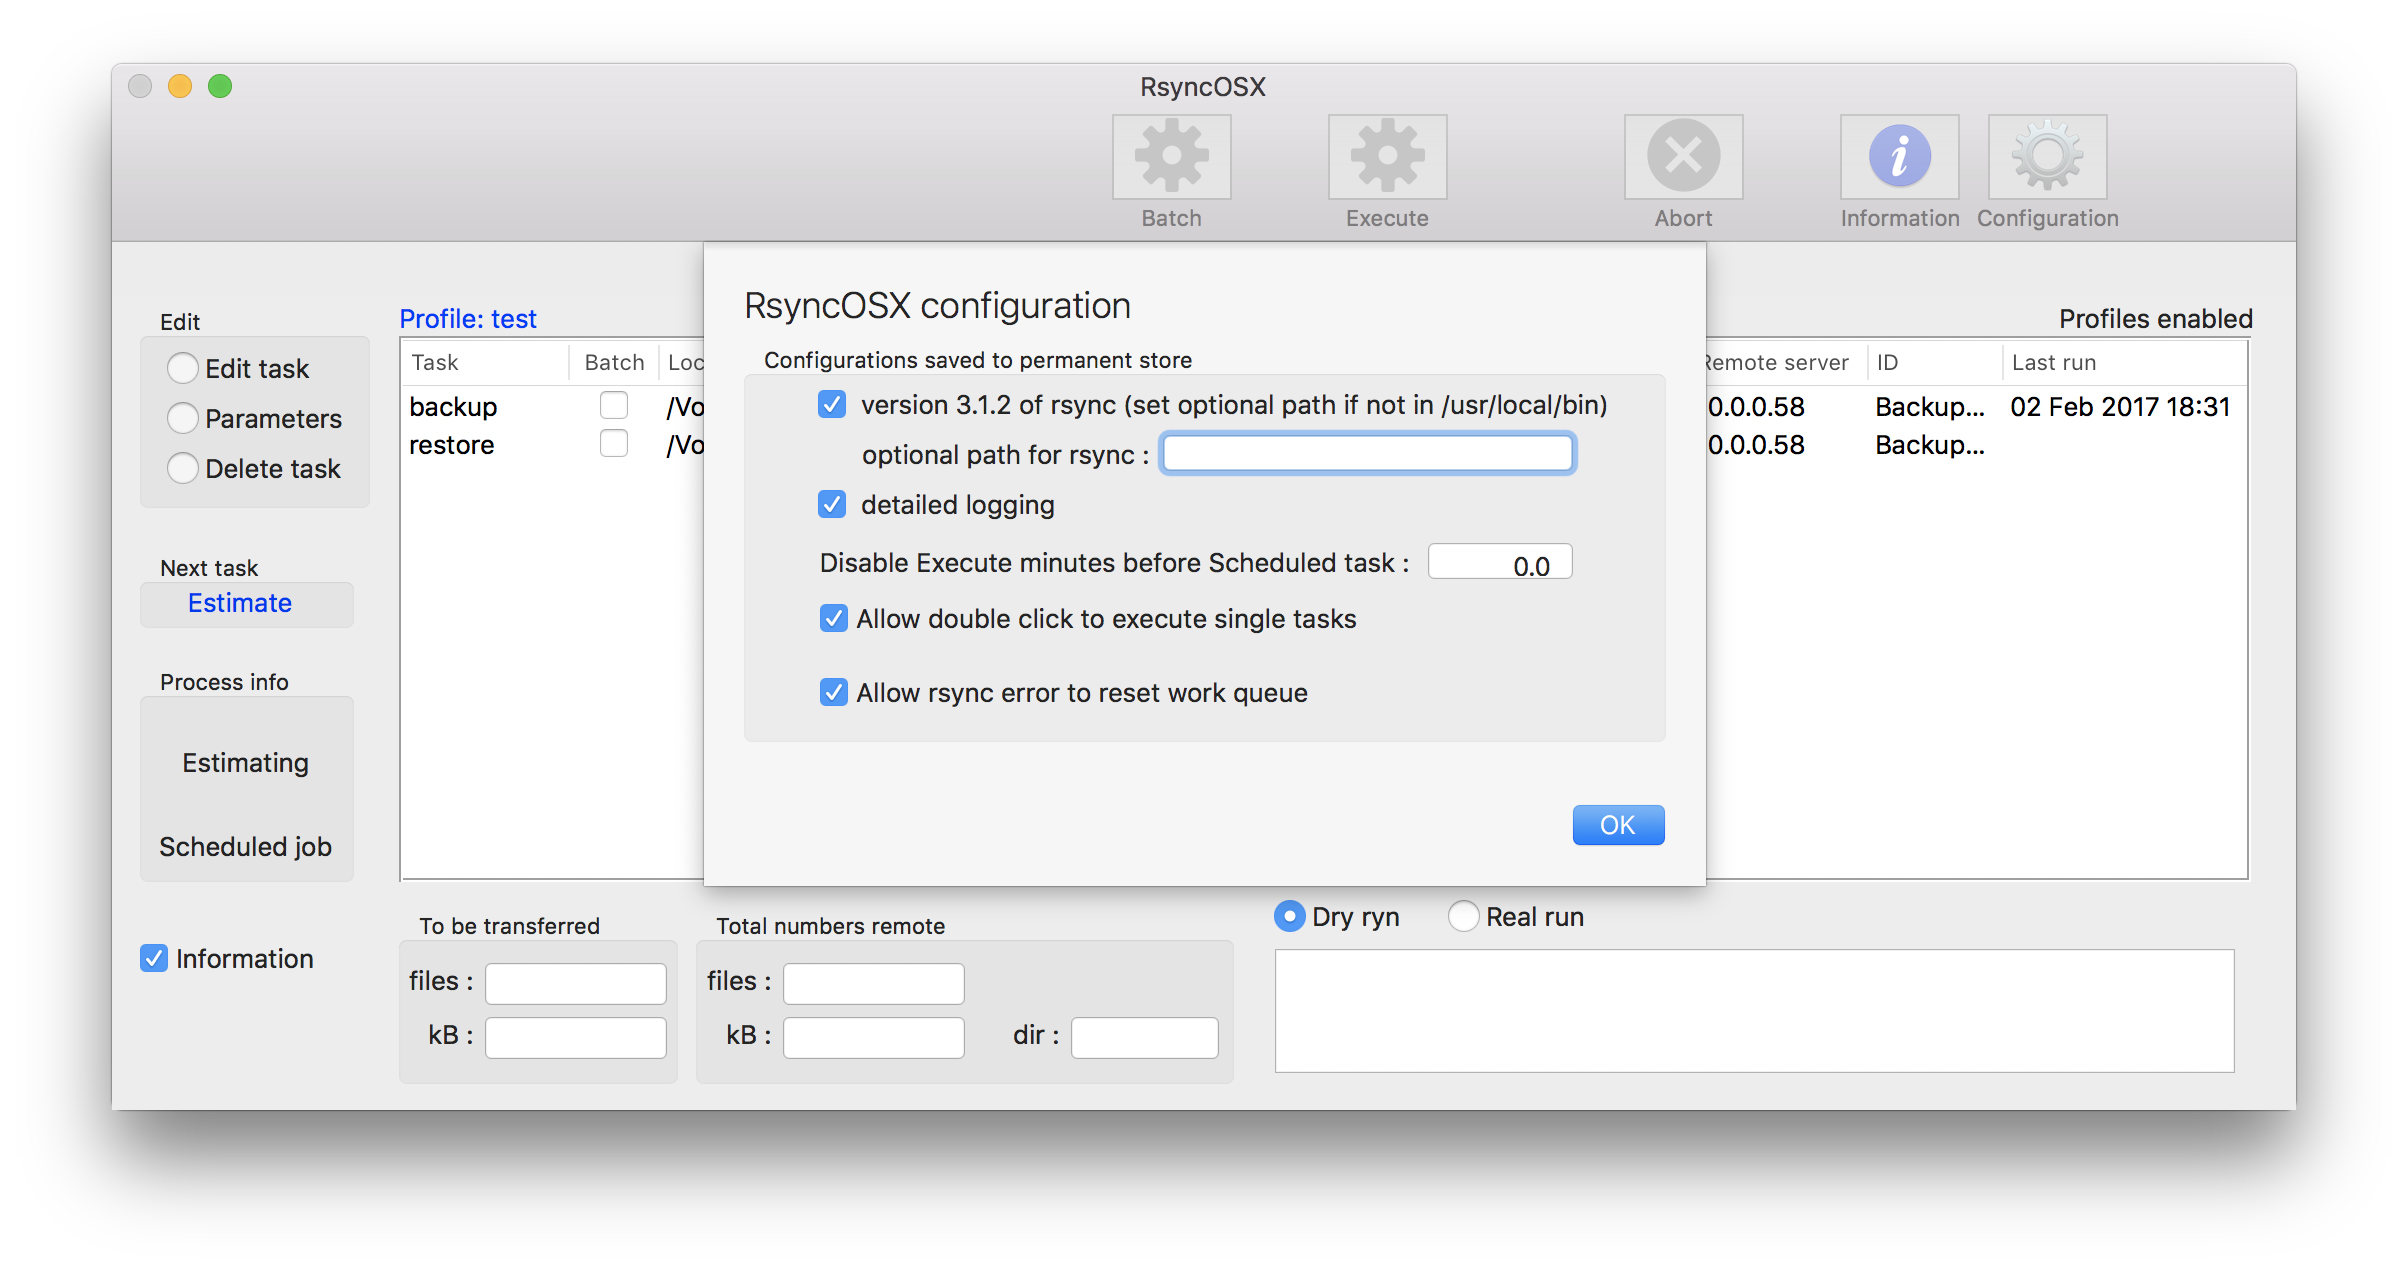 RsyncOSX
Batch
Execute
Abort
Information
Configuration
Edit
Edit task
Parameters
Delete task
Next task
Estimate
Process info
Estimating
Scheduled job
Information
Profile: test
Profiles enabled
Task Batch Loc
backup /Vo
restore /Vo
Remote server ID Last run
0.0.0.58 Backup... 02 Feb 2017 18:31
0.0.0.58 Backup...
RsyncOSX configuration
Configurations saved to permanent store
version 3.1.2 of rsync (set optional path if not in /usr/local/bin)
optional path for rsync :
detailed logging
Disable Execute minutes before Scheduled task : 0.0
Allow double click to execute single tasks
Allow rsync error to reset work queue
OK
To be transferred
files :
kB :
Total numbers remote
files :
kB :
dir :
Dry ryn
Real run